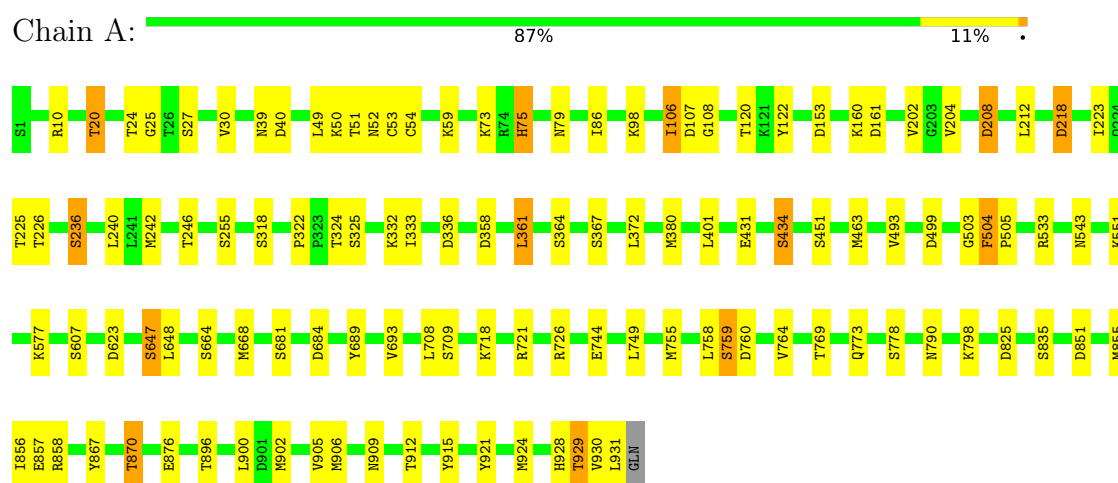 Chain A:
87% 11% •
S1 R10 T20 T24 G25 T26 S27 V30 N39 D40 L49 K50 T51 N52 C53 C54 K59 K73 R74 H75 N79 I86 K98 I106 D107 G108 T120 K121 Y122 D153 K160 D161 V202 G203 V204 D208 L212 D218 I223
T225 T226 S236 L240 L241 M242 T246 S255 S318 P322 P323 T324 S325 K332 I333 D336 D358 L361 S364 S367 L372 M380 L401 E431 S434 S451 M463 V493 D499 G503 F504 P505 R533 N543 K551
K577 S607 D623 S647 L648 S664 M668 S681 D684 Y689 V693 L708 S709 K718 R721 R726 E744 L749 M755 L758 S759 D760 V764 T769 Q773 S778 N790 K798 D825 S835 D851 M855
I856 E857 R858 Y867 T870 E876 T896 L900 D901 M902 V905 M906 N909 T912 Y915 Y921 M924 H928 T929 V930 L931 GLN